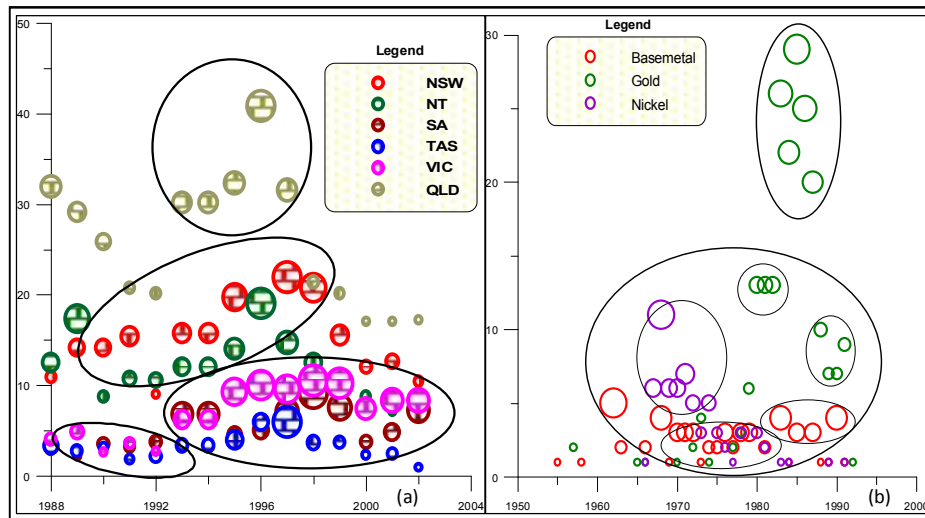 50
40
30
20
10
0
1988
1992
1996
2000
2004
Legend
NSW
NT
SA
TAS
VIC
QLD
(a)
30
20
10
0
1950
1960
1970
1980
1990
2000
Legend
Basemetal
Gold
Nickel
(b)